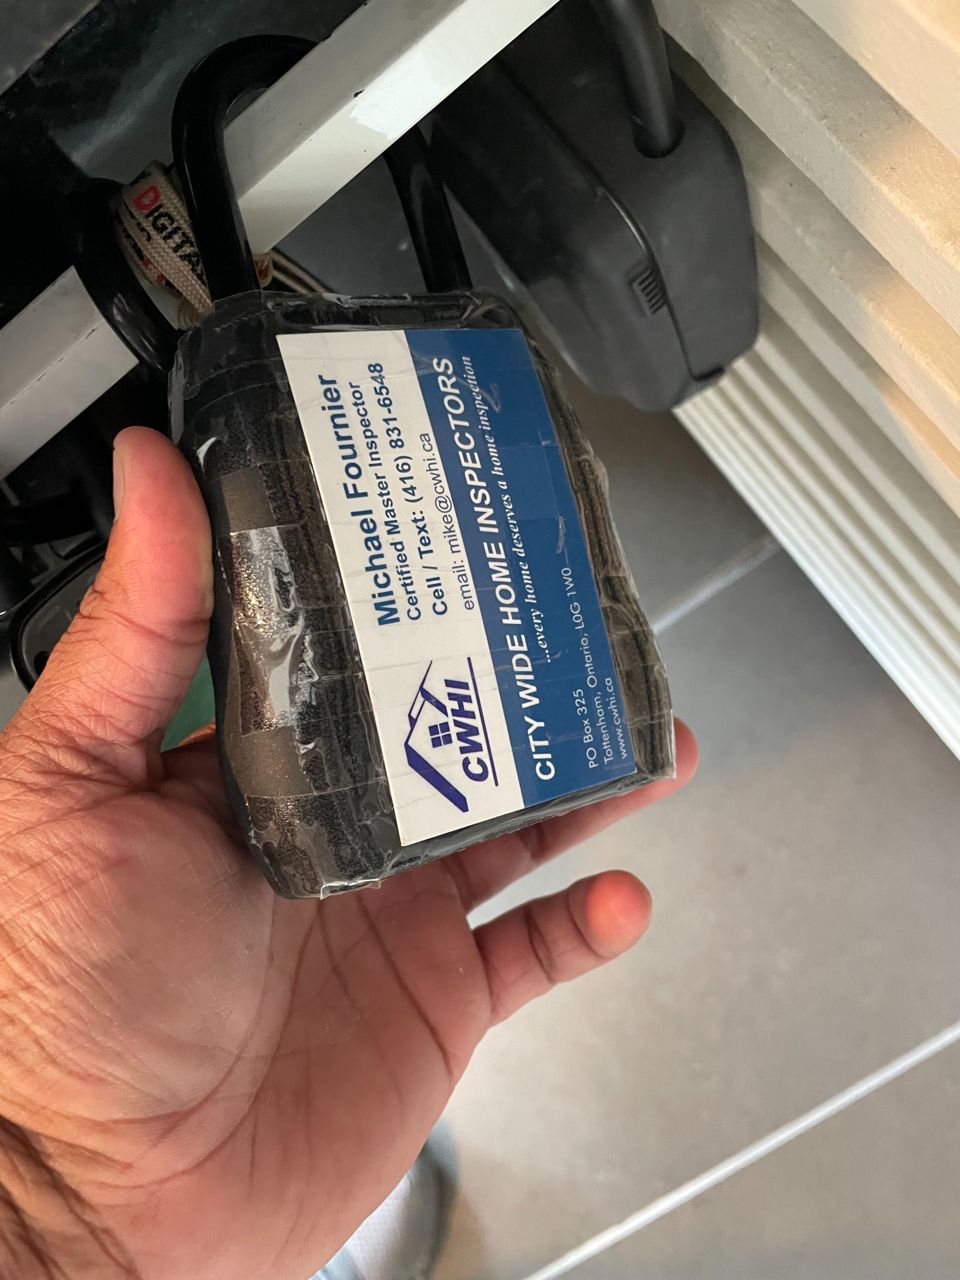 DIGITAL
Michael Fournier
Certified Master Inspector
Cell / Text: (416) 831-6548
email: mike@cwhi.ca
CWHI
CITY WIDE HOME INSPECTORS
...every home deserves a home inspection
PO Box 325
Tottenham, Ontario, L0G 1W0
www.cwhi.ca